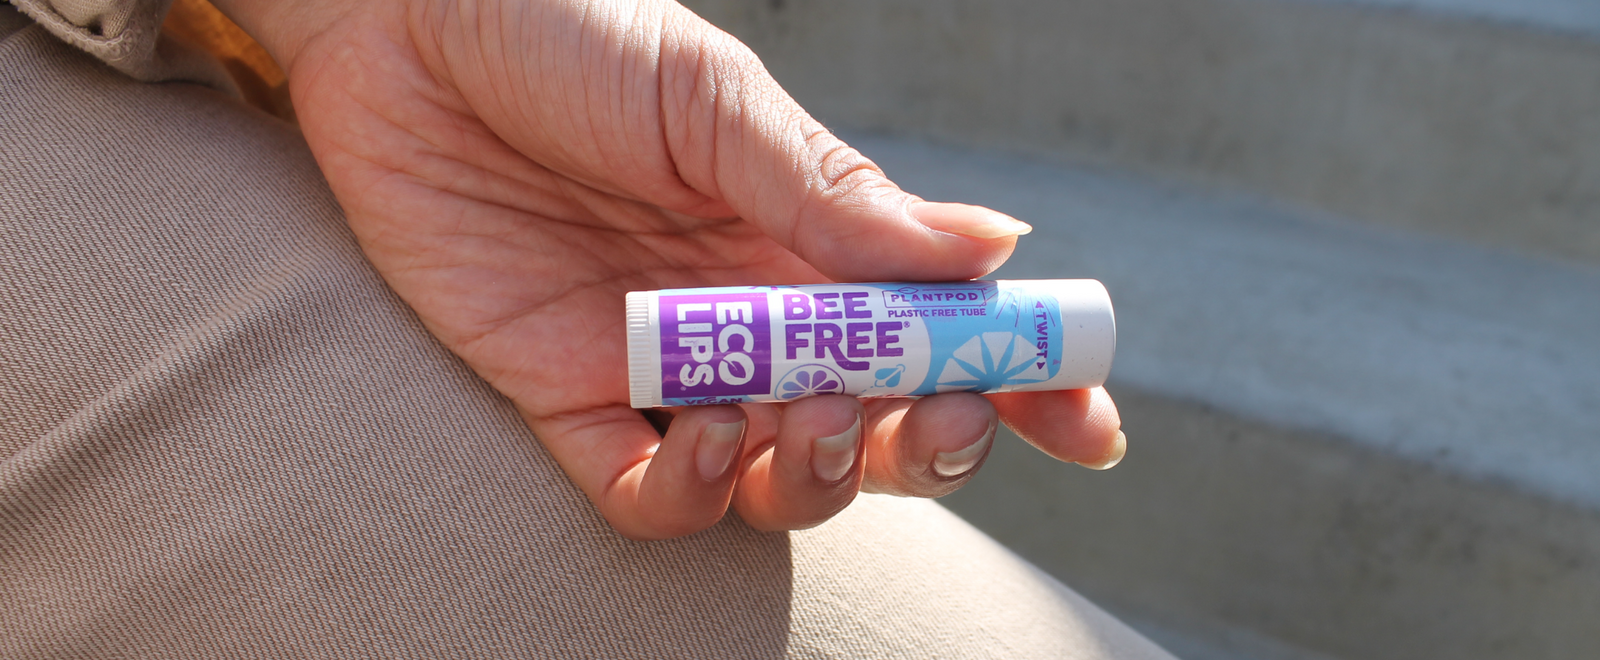 ECO
LIPS®
BEE
FREE®
PLANTPOD
PLASTIC FREE TUBE
TWIST
VEGAN